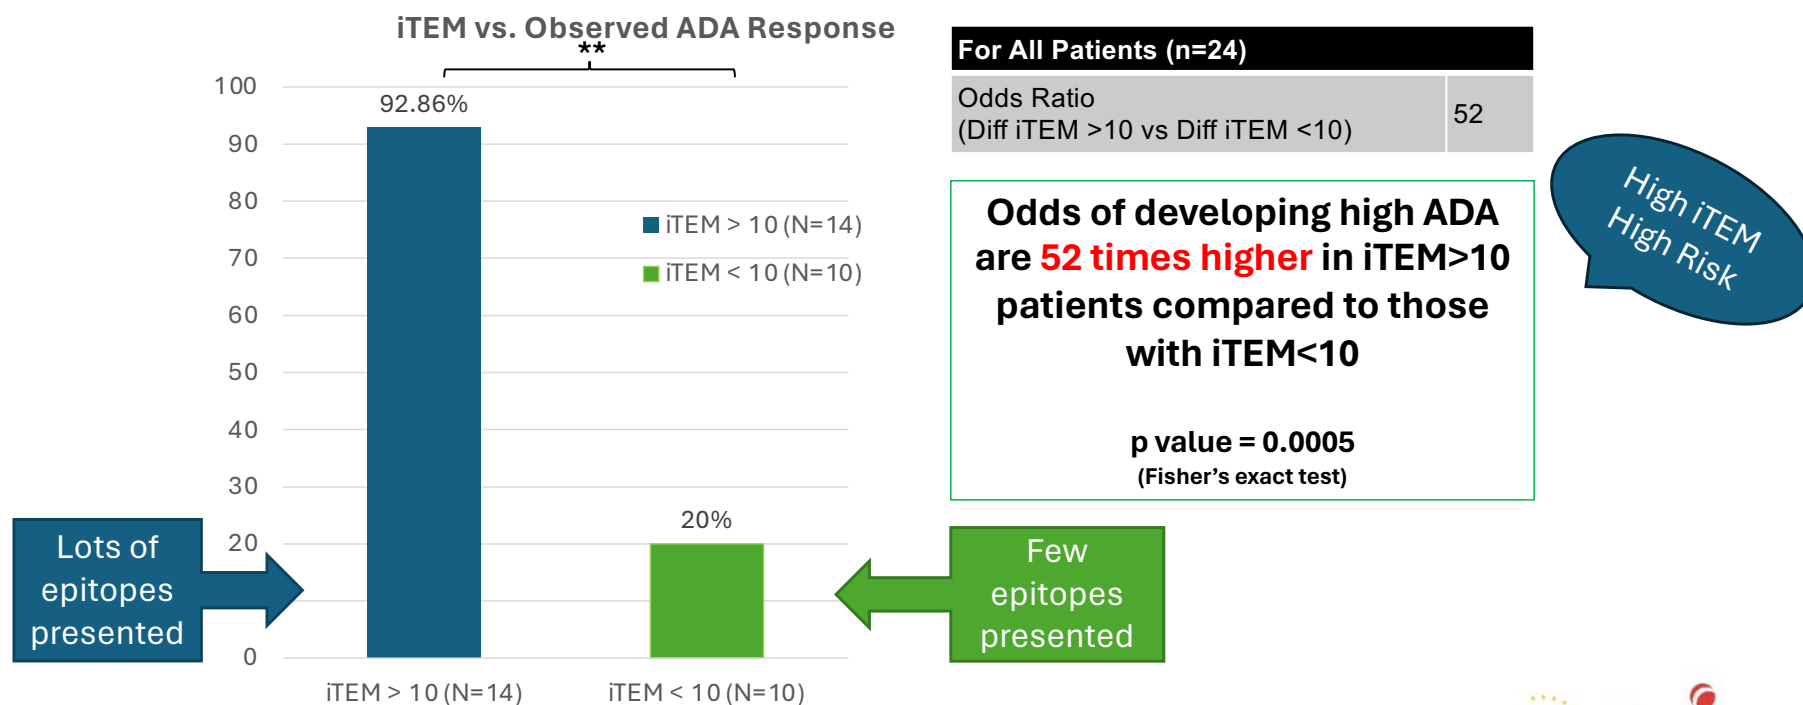 iTEM vs. Observed ADA Response
**
100
90
80
70
60
50
40
30
20
0
92.86%
20%
iTEM > 10 (N=14)
iTEM < 10 (N=10)
iTEM > 10 (N=14)
iTEM < 10 (N=10)
Lots of
epitopes
presented
Few
epitopes
presented
For All Patients (n=24)
Odds Ratio
(Diff iTEM >10 vs Diff iTEM <10)
52
Odds of developing high ADA
are 52 times higher in iTEM>10
patients compared to those
with iTEM<10
p value = 0.0005
(Fisher’s exact test)
High iTEM
High Risk